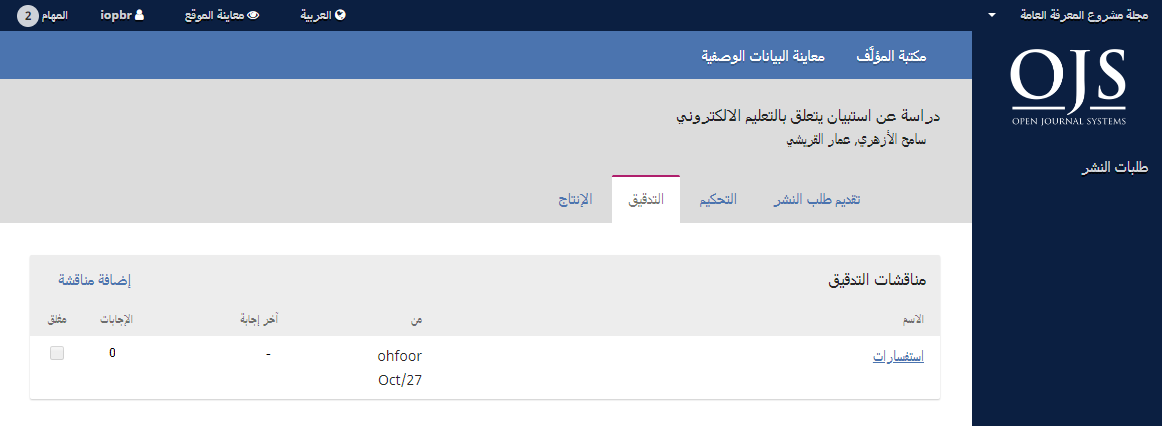 مجلة مشروع المعرفة العامة
العربية
معاينة الموقع
iopbr
المهام 2
OJS
OPEN JOURNAL SYSTEMS
طلبات النشر
مكتبة المؤلَّف
معاينة البيانات الوصفية
دراسة عن استبيان يتعلق بالتعليم الالكتروني
سامح الأزهري, عمار القريشي
تقديم طلب النشر
التحكيم
التدقيق
الإنتاج
مناقشات التدقيق
إضافة مناقشة
الاسم
من
آخر إجابة
الإجابات
مغلق
استفسارات
ohfoor
Oct/27
-
0